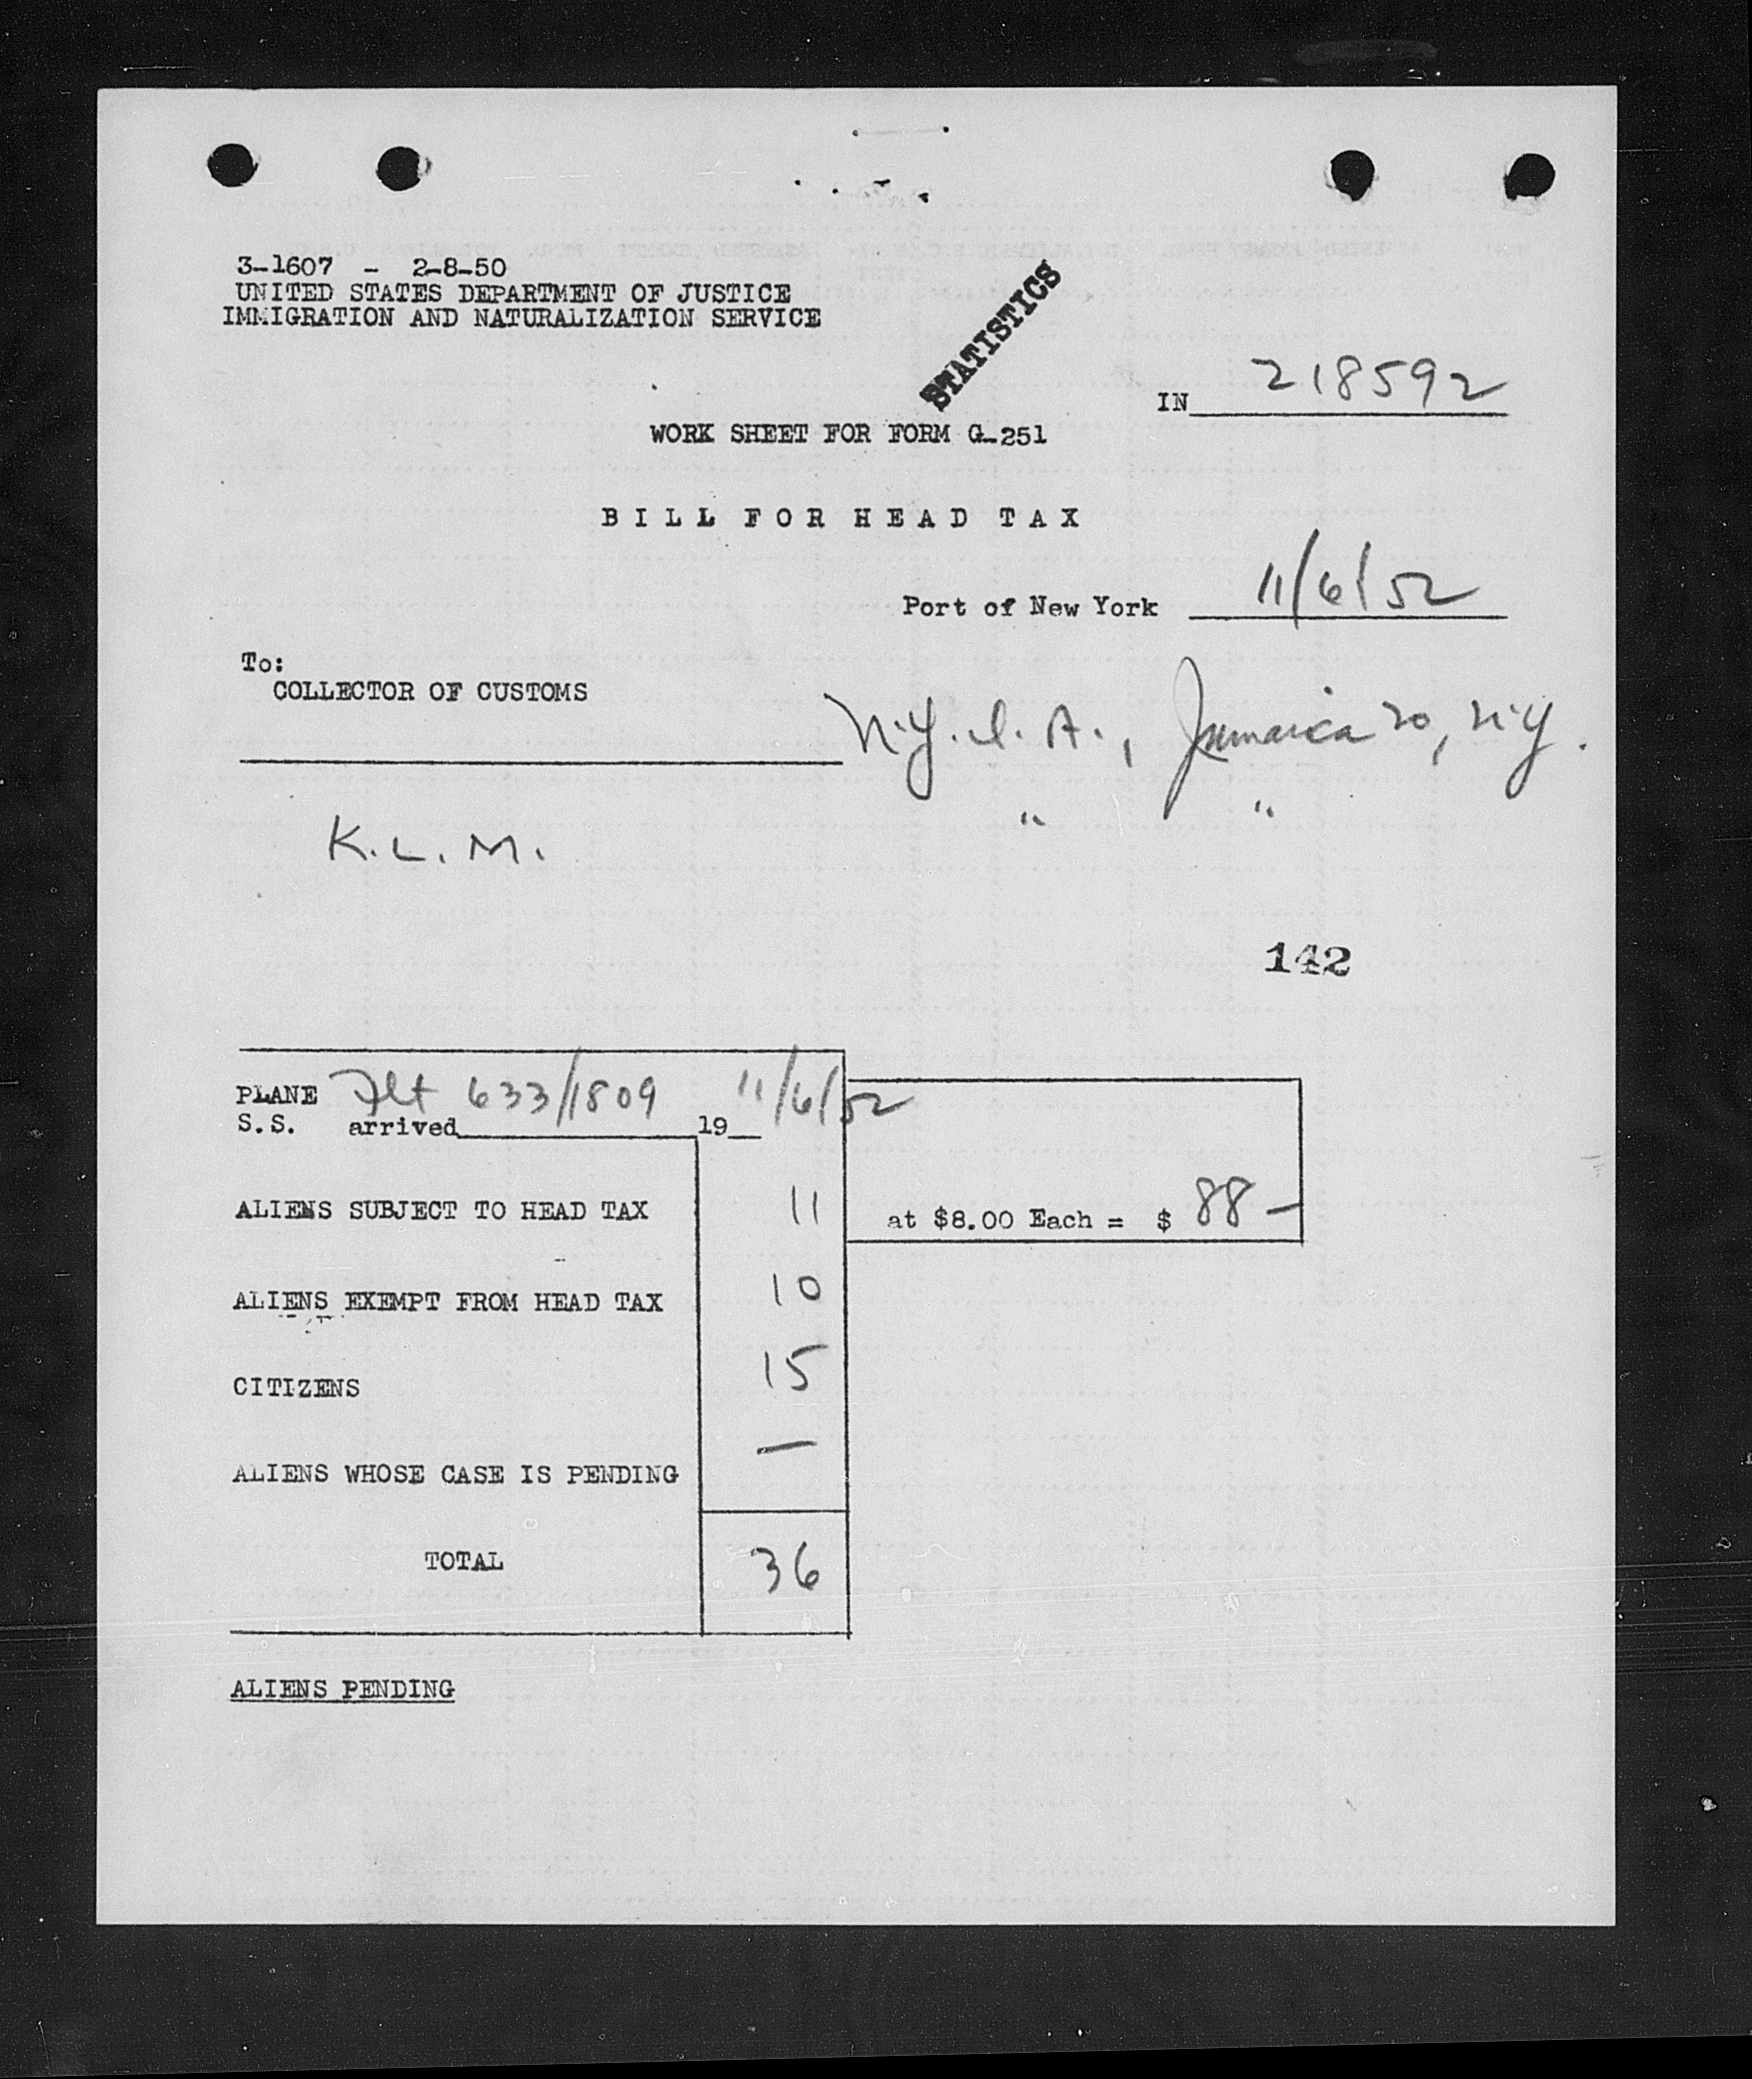 3-1607 - 2-8-50
UNITED STATES DEPARTMENT OF JUSTICE
IMMIGRATION AND NATURALIZATION SERVICE
STATISTICS
IN 218592
WORK SHEET FOR FORM G-251
BILL FOR HEAD TAX
Port of New York 11/6/52
To:
COLLECTOR OF CUSTOMS
N.Y.I.A., Jamaica 20, N.Y.
" "
K.L.M.
142
PLANE Flt 633/1809 11/6/52
S.S. arrived 19
ALIENS SUBJECT TO HEAD TAX 11 at $8.00 Each = $ 88 —
ALIENS EXEMPT FROM HEAD TAX 10
CITIZENS 15
ALIENS WHOSE CASE IS PENDING —
TOTAL 36
ALIENS PENDING